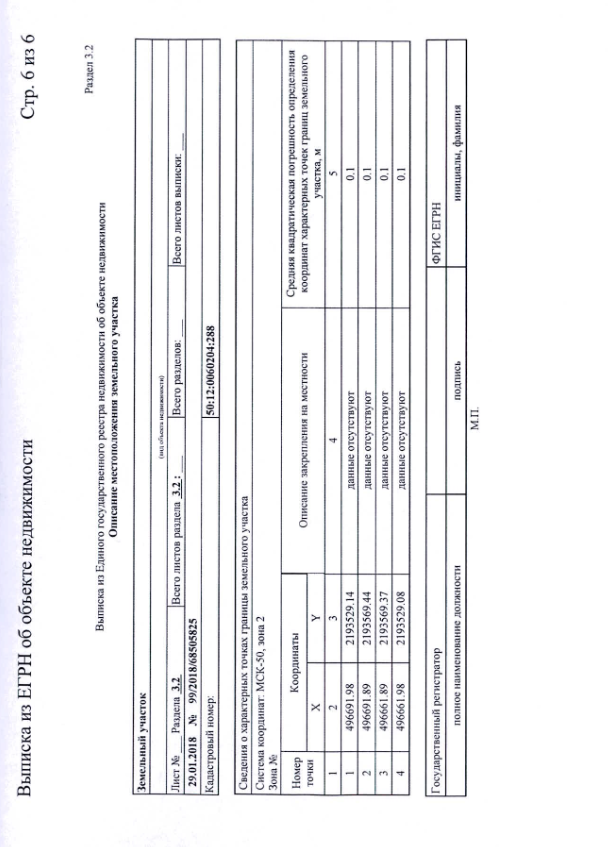 Выписка из ЕГРН об объекте недвижимости Стр. 6 из 6
Раздел 3.2
Выписка из Единого государственного реестра недвижимости об объекте недвижимости
Описание местоположения земельного участка
Земельный участок
(вид объекта недвижимости)
Лист № ___ Раздела 3.2 Всего листов раздела 3.2 : ___ Всего разделов: ___ Всего листов выписки: ___
29.01.2018 № 99/2018/68505825
Кадастровый номер: 50:12:0060204:288
Сведения о характерных точках границы земельного участка
Система координат: МСК-50, зона 2
Зона №
Номер точки Координаты Описание закрепления на местности Средняя квадратическая погрешность определения координат характерных точек границ земельного участка, м
X Y
1 2 3 4 5
1 496691.98 2193529.14 данные отсутствуют 0.1
2 496691.89 2193569.44 данные отсутствуют 0.1
3 496661.89 2193569.37 данные отсутствуют 0.1
4 496661.98 2193529.08 данные отсутствуют 0.1
Государственный регистратор ФГИС ЕГРН
полное наименование должности подпись инициалы, фамилия
М.П.